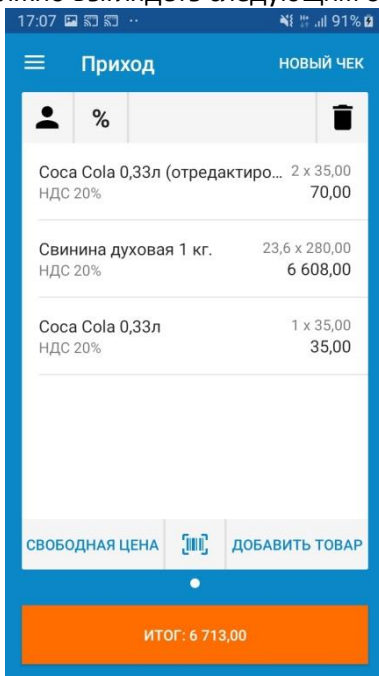 17:07 91%
Приход НОВЫЙ ЧЕК
%
Coca Cola 0,33л (отредактиро... 2 x 35,00
НДС 20% 70,00
Свинина духовая 1 кг. 23,6 x 280,00
НДС 20% 6 608,00
Coca Cola 0,33л 1 x 35,00
НДС 20% 35,00
СВОБОДНАЯ ЦЕНА ДОБАВИТЬ ТОВАР
ИТОГ: 6 713,00